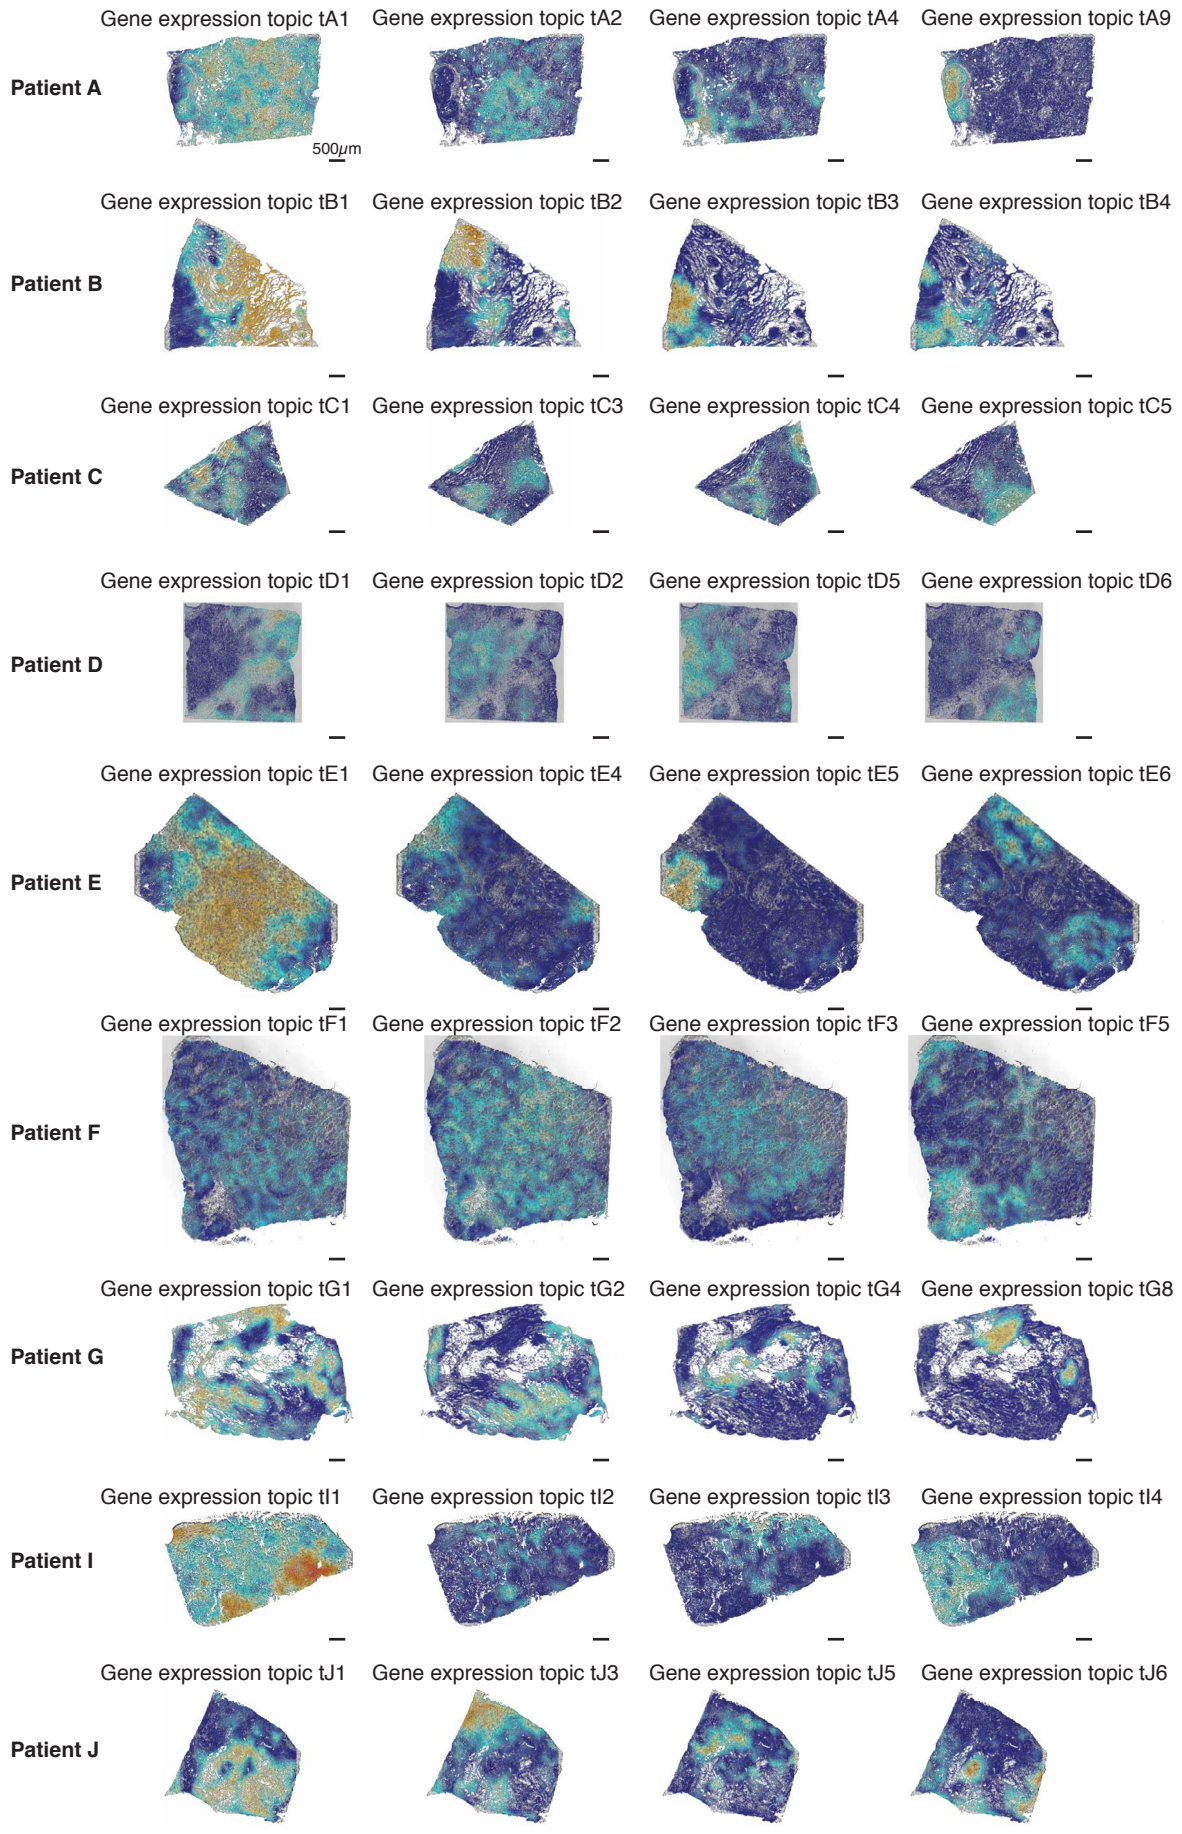 Gene expression topic tA1 Gene expression topic tA2 Gene expression topic tA4 Gene expression topic tA9
Patient A
500µm
Gene expression topic tB1 Gene expression topic tB2 Gene expression topic tB3 Gene expression topic tB4
Patient B
Gene expression topic tC1 Gene expression topic tC3 Gene expression topic tC4 Gene expression topic tC5
Patient C
Gene expression topic tD1 Gene expression topic tD2 Gene expression topic tD5 Gene expression topic tD6
Patient D
Gene expression topic tE1 Gene expression topic tE4 Gene expression topic tE5 Gene expression topic tE6
Patient E
Gene expression topic tF1 Gene expression topic tF2 Gene expression topic tF3 Gene expression topic tF5
Patient F
Gene expression topic tG1 Gene expression topic tG2 Gene expression topic tG4 Gene expression topic tG8
Patient G
Gene expression topic tI1 Gene expression topic tI2 Gene expression topic tI3 Gene expression topic tI4
Patient I
Gene expression topic tJ1 Gene expression topic tJ3 Gene expression topic tJ5 Gene expression topic tJ6
Patient J